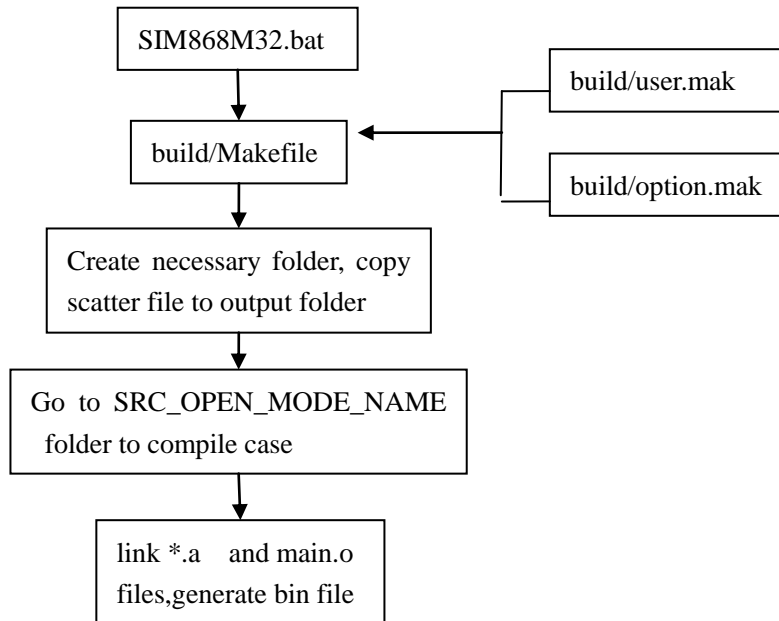 SIM868M32.bat
build/user.mak
build/Makefile
build/option.mak
Create necessary folder, copy
scatter file to output folder
Go to SRC_OPEN_MODE_NAME
folder to compile case
link *.a and main.o
files,generate bin file